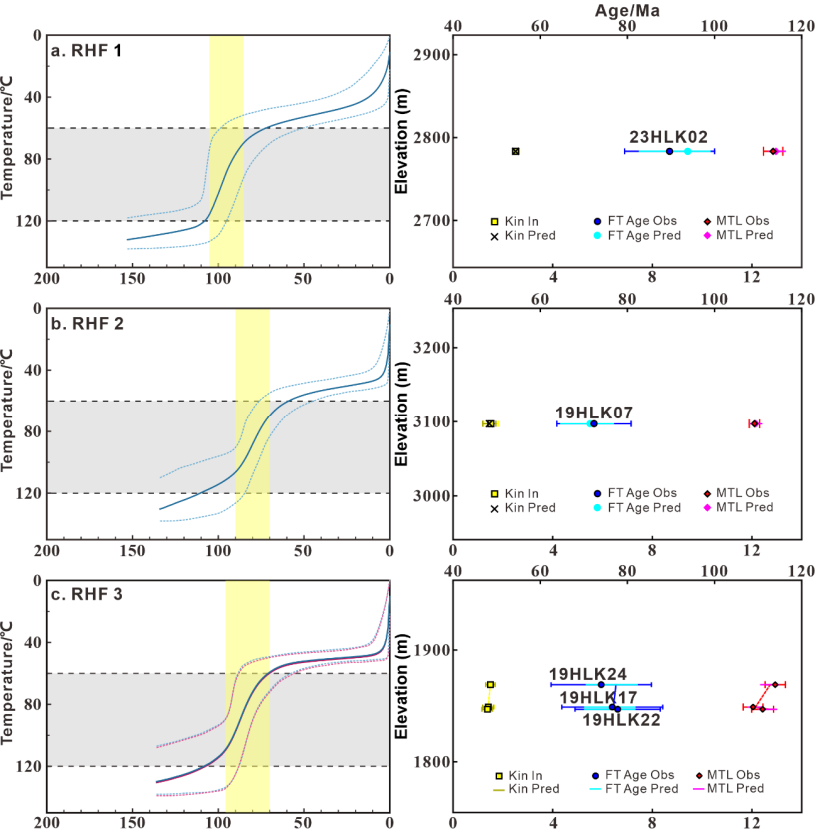 Age/Ma
40 60 80 100 120
a. RHF 1
0
40
80
120
Temperature/℃
200 150 100 50 0
2900
2800
2700
Elevation (m)
23HLK02
Kin In FT Age Obs MTL Obs
Kin Pred FT Age Pred MTL Pred
0 4 8 12
40 60 80 100 120
b. RHF 2
0
40
80
120
Temperature/℃
200 150 100 50 0
3200
3100
3000
Elevation (m)
19HLK07
Kin In FT Age Obs MTL Obs
Kin Pred FT Age Pred MTL Pred
0 4 8 12
40 60 80 100 120
c. RHF 3
0
40
80
120
Temperature/℃
200 150 100 50 0
1900
1800
Elevation (m)
19HLK24
19HLK17
19HLK22
Kin In FT Age Obs MTL Obs
Kin Pred FT Age Pred MTL Pred
0 4 8 12